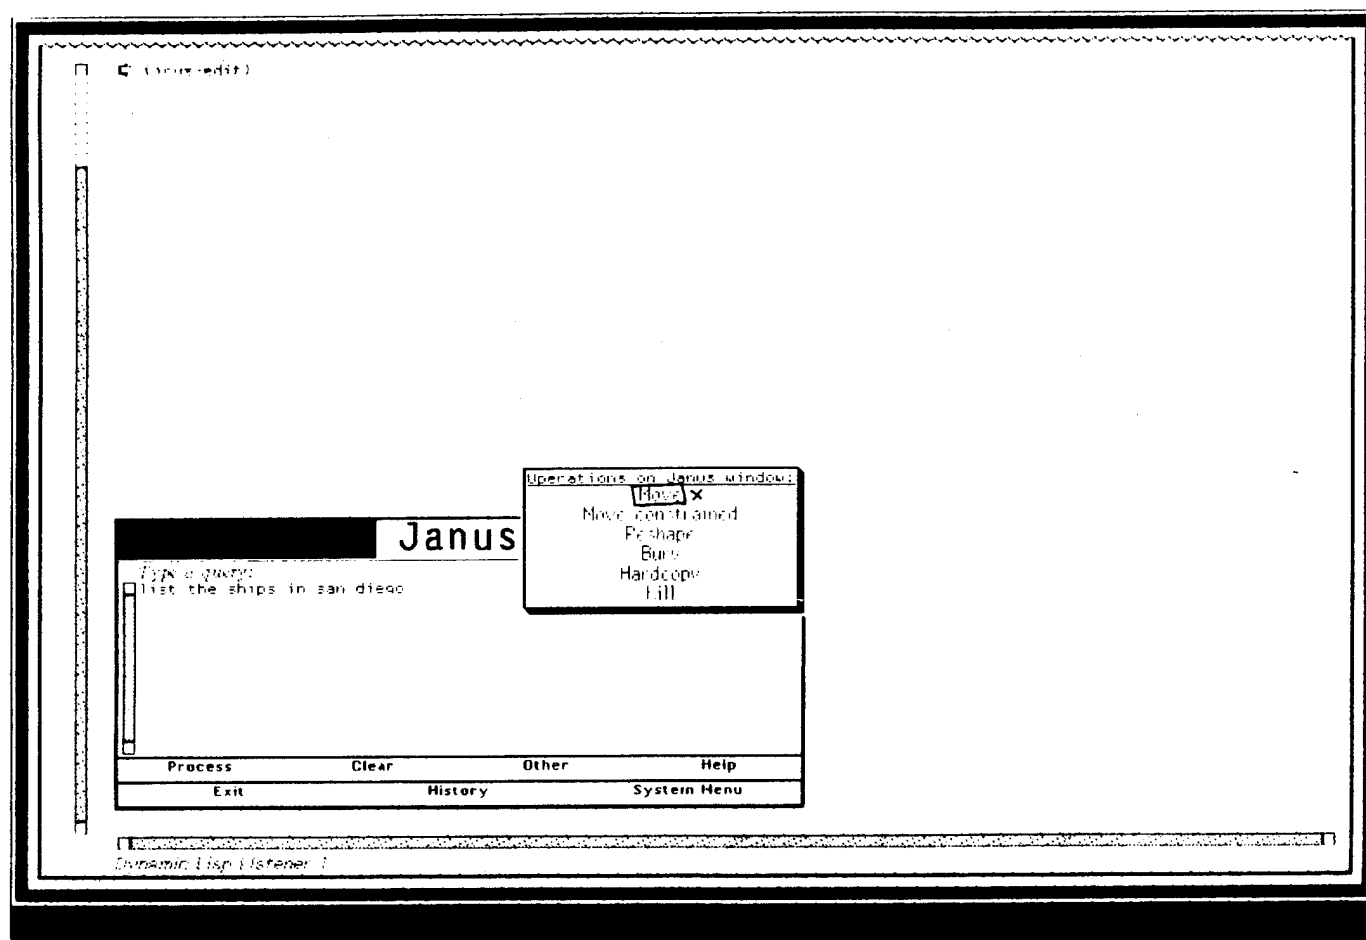 Operations on Janus window:
Move
Move constrained
Reshape
Bury
Hardcopy
Kill
Janus
Type a query:
list the ships in san diego
Process Clear Other Help
Exit History System Menu
Dynamic Lisp Listener 1